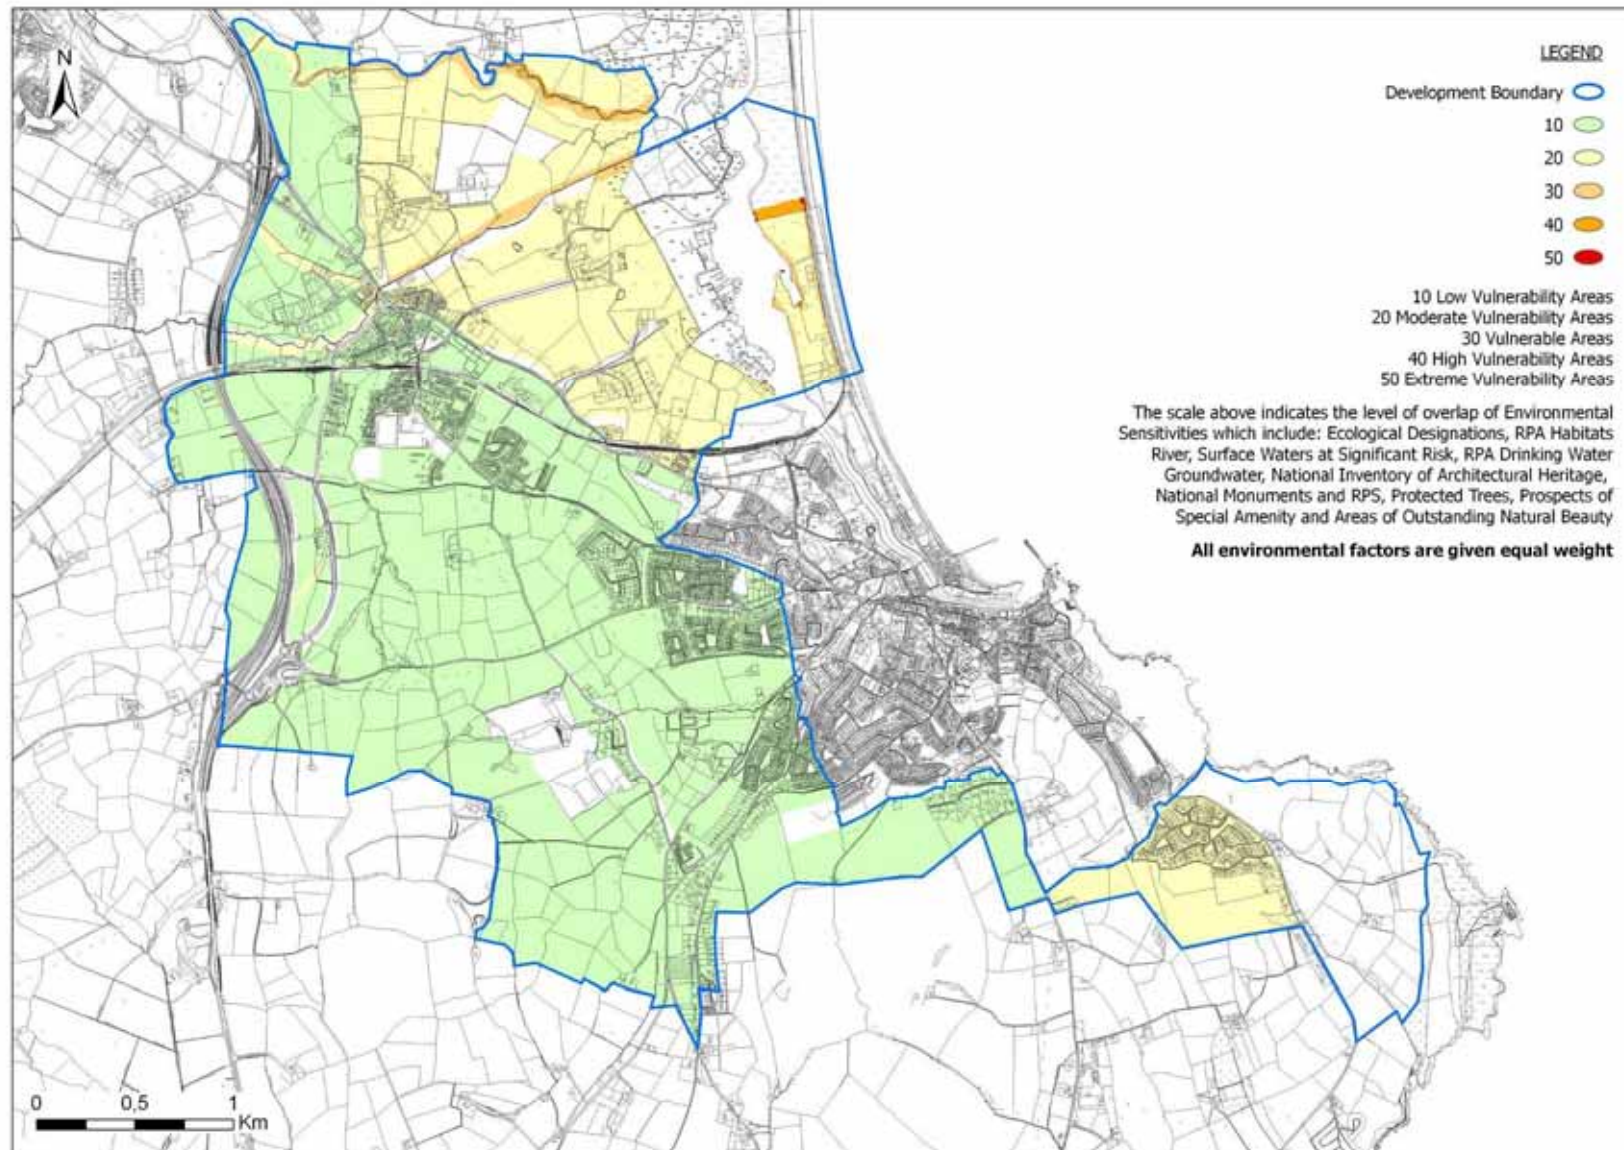 N
LEGEND
Development Boundary
10
20
30
40
50
10 Low Vulnerability Areas
20 Moderate Vulnerability Areas
30 Vulnerable Areas
40 High Vulnerability Areas
50 Extreme Vulnerability Areas
The scale above indicates the level of overlap of Environmental
Sensitivities which include: Ecological Designations, RPA Habitats
River, Surface Waters at Significant Risk, RPA Drinking Water
Groundwater, National Inventory of Architectural Heritage,
National Monuments and RPS, Protected Trees, Prospects of
Special Amenity and Areas of Outstanding Natural Beauty
All environmental factors are given equal weight
0 0,5 1
Km